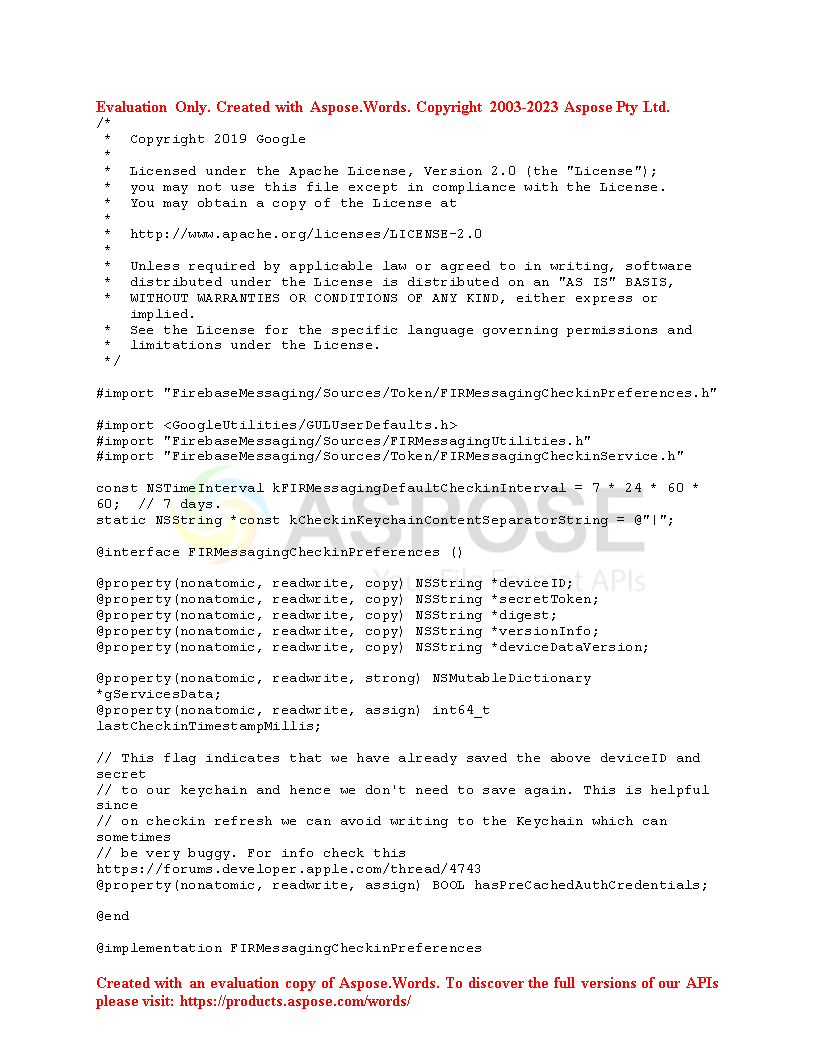 Evaluation Only. Created with Aspose.Words. Copyright 2003-2023 Aspose Pty Ltd.
/*
 *  Copyright 2019 Google
 *
 *  Licensed under the Apache License, Version 2.0 (the "License");
 *  you may not use this file except in compliance with the License.
 *  You may obtain a copy of the License at
 *
 *  http://www.apache.org/licenses/LICENSE-2.0
 *
 *  Unless required by applicable law or agreed to in writing, software
 *  distributed under the License is distributed on an "AS IS" BASIS,
 *  WITHOUT WARRANTIES OR CONDITIONS OF ANY KIND, either express or
    implied.
 *  See the License for the specific language governing permissions and
 *  limitations under the License.
 */
#import "FirebaseMessaging/Sources/Token/FIRMessagingCheckinPreferences.h"
#import <GoogleUtilities/GULUserDefaults.h>
#import "FirebaseMessaging/Sources/FIRMessagingUtilities.h"
#import "FirebaseMessaging/Sources/Token/FIRMessagingCheckinService.h"
const NSTimeInterval kFIRMessagingDefaultCheckinInterval = 7 * 24 * 60 *
60;  // 7 days.
static NSString *const kCheckinKeychainContentSeparatorString = @"|";
ASPOSE
@interface FIRMessagingCheckinPreferences ()
Your File Format APIs
@property(nonatomic, readwrite, copy) NSString *deviceID;
@property(nonatomic, readwrite, copy) NSString *secretToken;
@property(nonatomic, readwrite, copy) NSString *digest;
@property(nonatomic, readwrite, copy) NSString *versionInfo;
@property(nonatomic, readwrite, copy) NSString *deviceDataVersion;
@property(nonatomic, readwrite, strong) NSMutableDictionary
*gServicesData;
@property(nonatomic, readwrite, assign) int64_t
lastCheckinTimestampMillis;
// This flag indicates that we have already saved the above deviceID and
secret
// to our keychain and hence we don't need to save again. This is helpful
since
// on checkin refresh we can avoid writing to the Keychain which can
sometimes
// be very buggy. For info check this
https://forums.developer.apple.com/thread/4743
@property(nonatomic, readwrite, assign) BOOL hasPreCachedAuthCredentials;
@end
@implementation FIRMessagingCheckinPreferences
Created with an evaluation copy of Aspose.Words. To discover the full versions of our APIs
please visit: https://products.aspose.com/words/